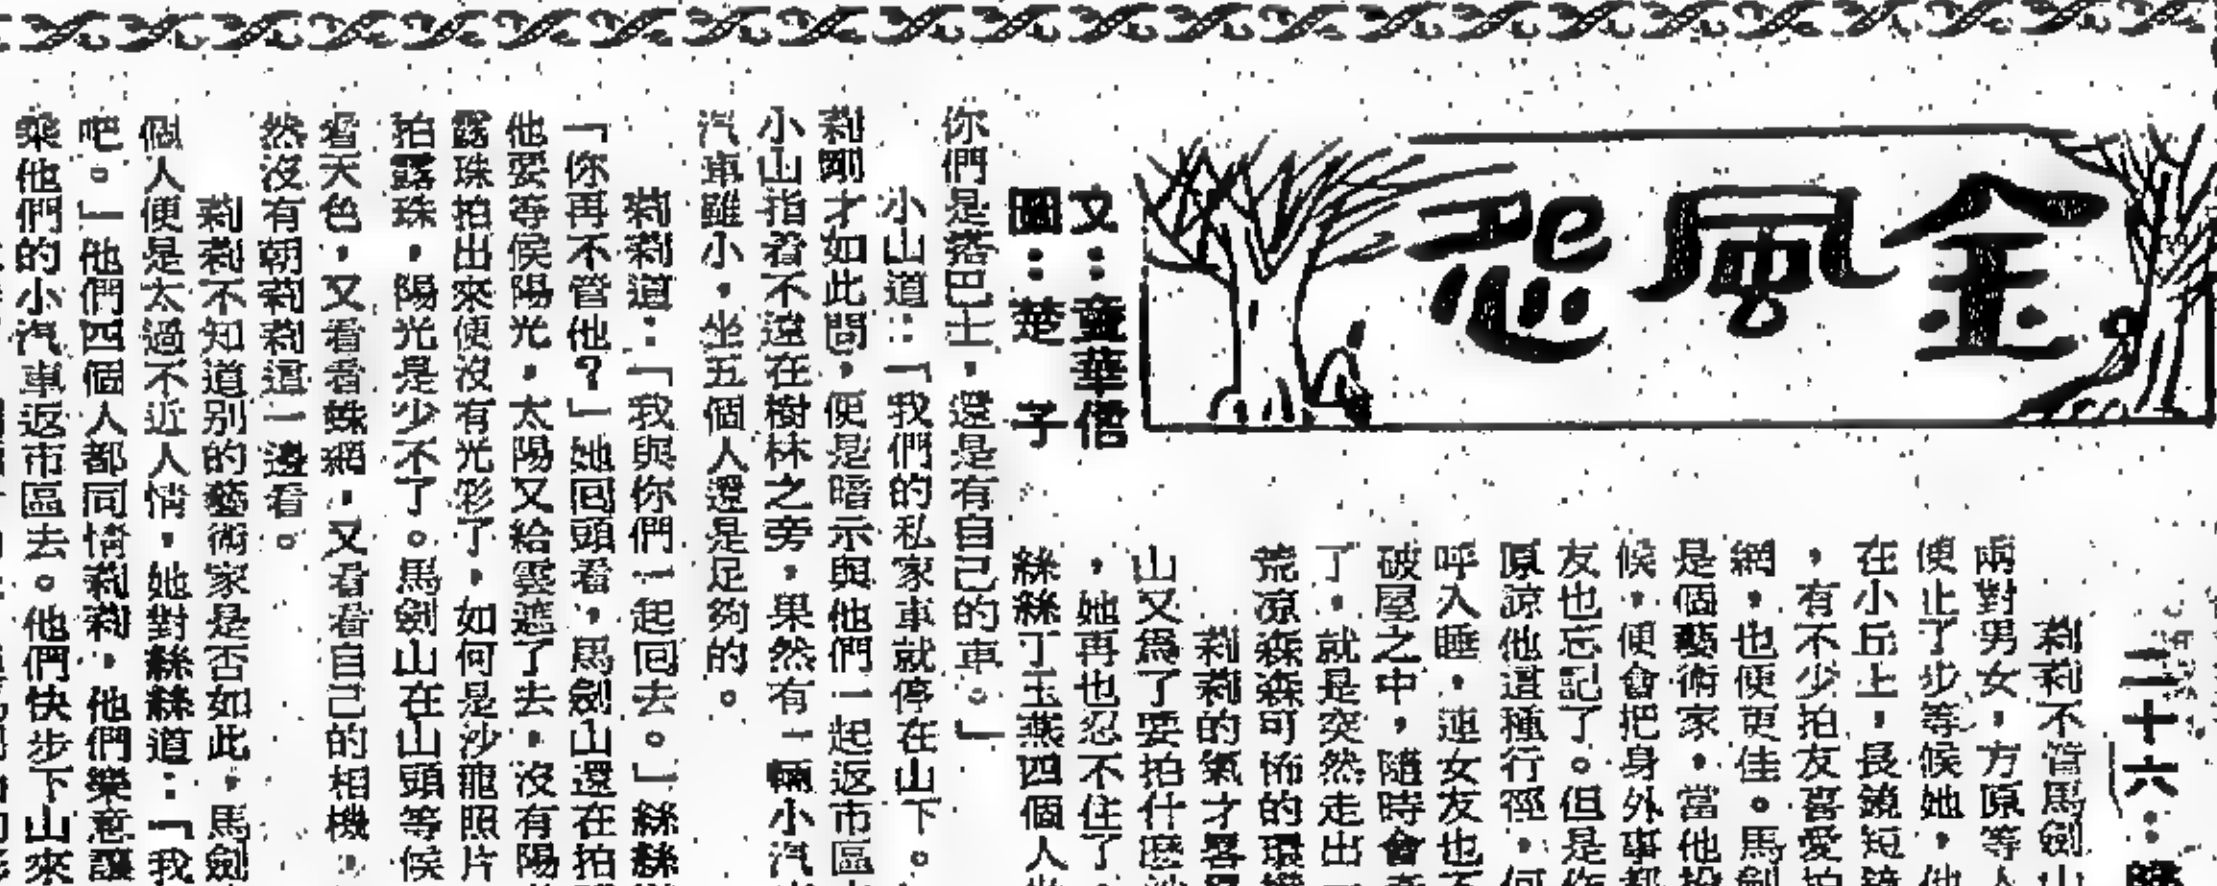 金風怨
文：童華偕
圖：楚子
二十六：
莉莉不管馬劍山
兩對男女，方原等人
便止了步等候她，他
在小丘上，長鏡短鏡
，有不少拍友喜愛拍
網，也便更佳。馬劍
是個藝術家，當他投
候，便會把身外事都
友也忘記了。但是作
原諒他這種行徑，何
呼入睡，連女友也不
破屋之中，隨時會
了，就是突然走出
荒凉森森可怖的環
莉莉的氣才畧
山又爲了要拍什麽
，她再也忍不住了
絲絲丁玉燕四個人
你們是搭巴士，還是有自己的車。」
小山道：「我們的私家車就停在山下。
莉剛才如此問，便是暗示與他們一起返市區
小山指着不遠在樹林之旁，果然有一輛小汽
汽車雖小，坐五個人還是足夠的。
莉莉道：「我與你們一起囘去。」絲絲
「你再不管他？」她囘頭看，馬劍山還在拍
他要等候陽光，太陽又給雲遮了去，沒有陽
露珠拍出來便沒有光彩了，如何是沙龍照片
拍露珠，陽光是少不了。馬劍山在山頭等候
看天色，又看看蛛網，又看看自己的相機，
然沒有朝莉莉這一邊看。
莉莉不知道別的藝術家是否如此，馬劍
個人便是太過不近人情，她對絲絲道：「我
吧。」他們四個人都同情莉莉，他們樂意讓
乘他們的小汽車返市區去。他們快步下山來